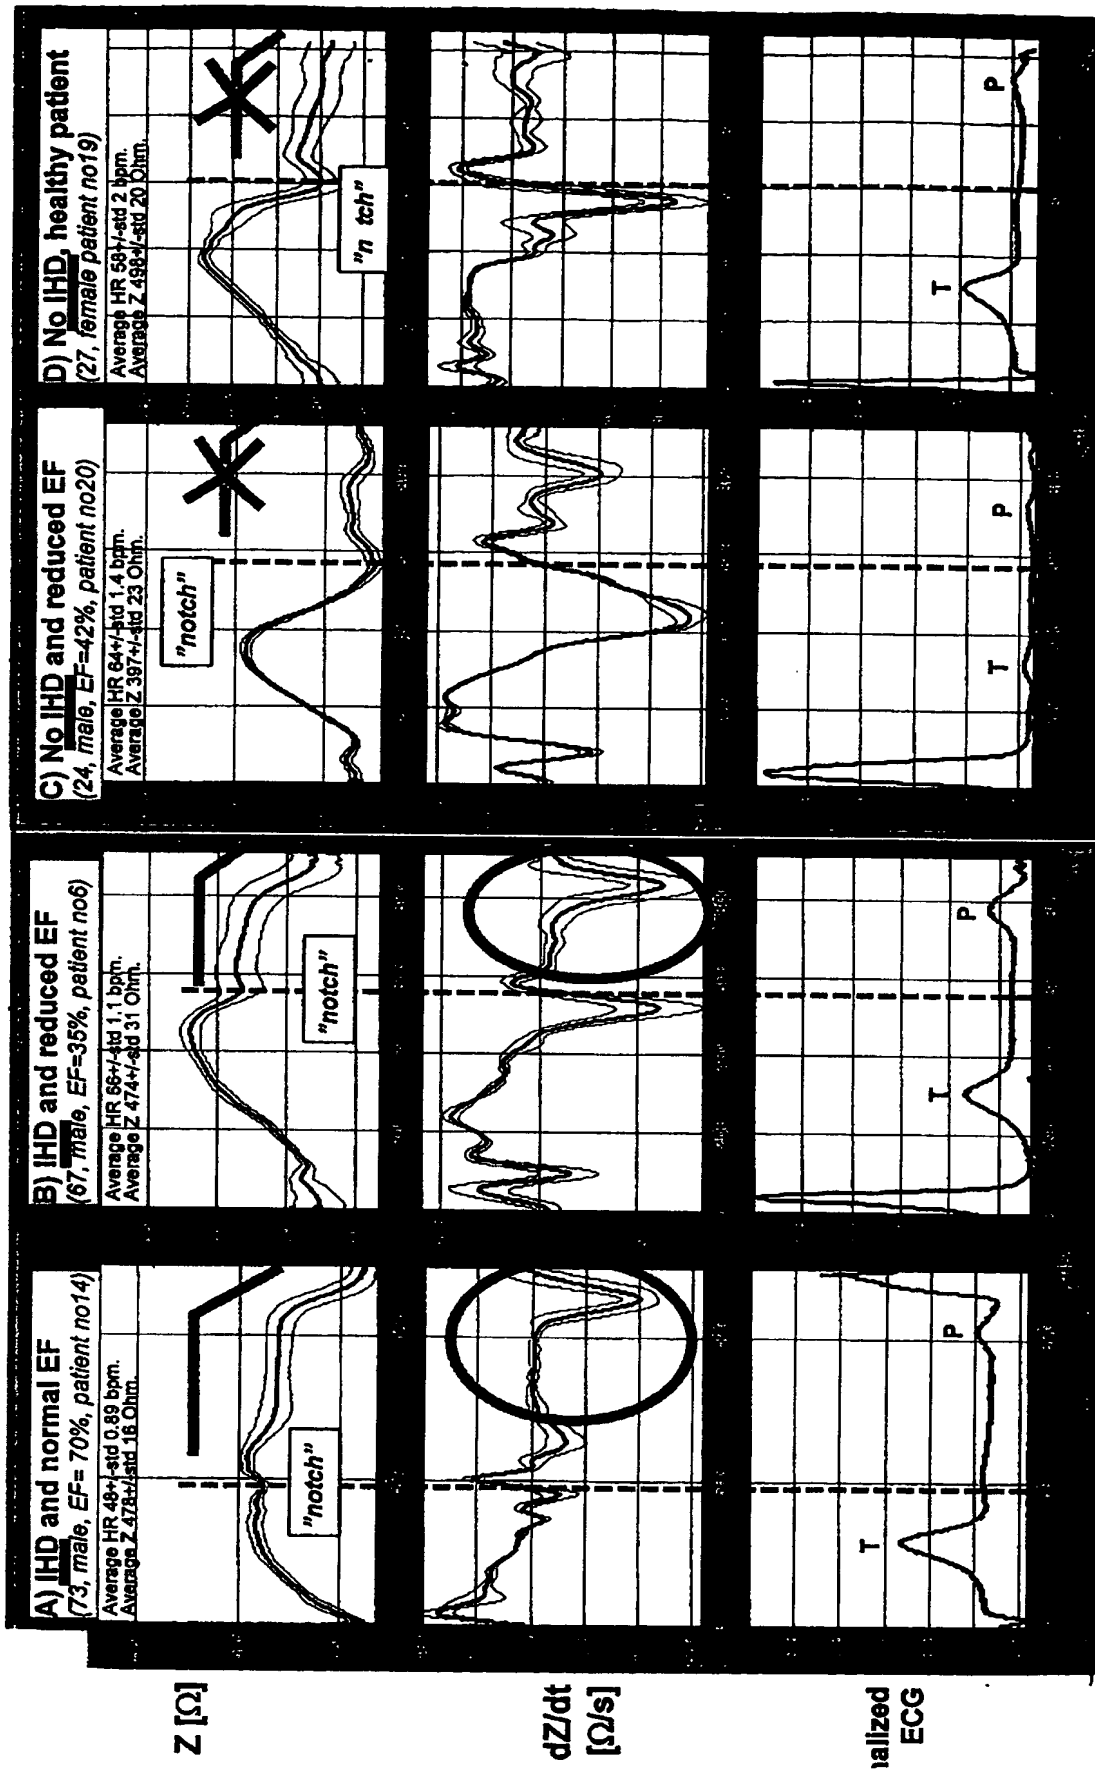 A) IHD and normal EF
(73, male, EF= 70%, patient no14)
Average HR 48+/-std 0.89 bpm.
Average Z 478+/-std 16 Ohm.
"notch"
T
P
B) IHD and reduced EF
(67, male, EF=35%, patient no6)
Average HR 66+/-std 1.1 bpm.
Average Z 474+/-std 31 Ohm.
"notch"
T
P
C) No IHD and reduced EF
(24, male, EF=42%, patient no20)
Average HR 64+/-std 1.4 bpm.
Average Z 397+/-std 23 Ohm.
"notch"
T
P
D) No IHD, healthy patient
(27, female patient no19)
Average HR 58+/-std 2 bpm.
Average Z 498+/-std 20 Ohm.
"n tch"
T
P
Z [Ω]
dZ/dt
[Ω/s]
alized
ECG